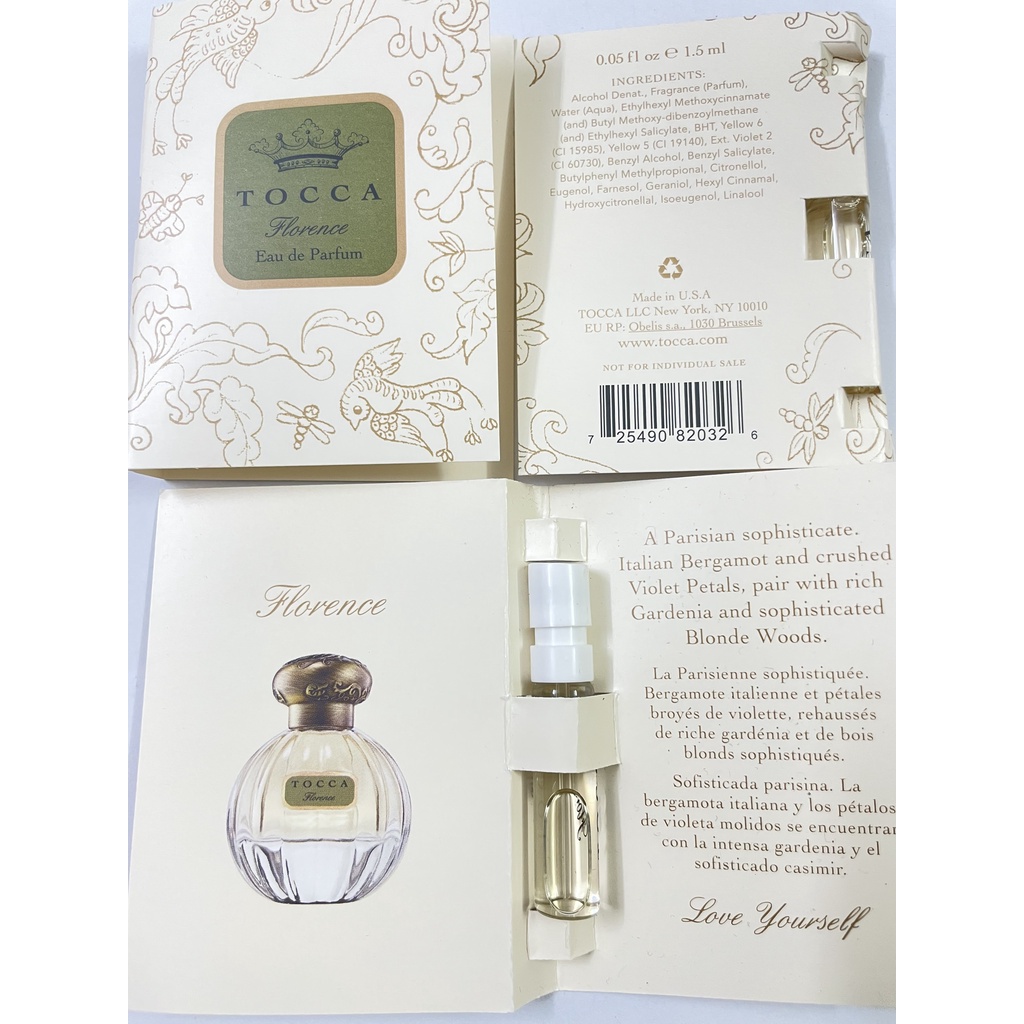 TOCCA
Florence
Eau de Parfum
0.05 fl oz ℮ 1.5 ml
INGREDIENTS:
Alcohol Denat., Fragrance (Parfum),
Water (Aqua), Ethylhexyl Methoxycinnamate
(and) Butyl Methoxy-dibenzoylmethane
(and) Ethylhexyl Salicylate, BHT, Yellow 6
(CI 15985), Yellow 5 (CI 19140), Ext. Violet 2
(CI 60730), Benzyl Alcohol, Benzyl Salicylate,
Butylphenyl Methylpropional, Citronellol,
Eugenol, Farnesol, Geraniol, Hexyl Cinnamal,
Hydroxycitronellal, Isoeugenol, Linalool
Made in U.S.A
TOCCA LLC New York, NY 10010
EU RP: Obelis s.a., 1030 Brussels
www.tocca.com
NOT FOR INDIVIDUAL SALE
7 25490 82032 6
Florence
TOCCA
Florence
A Parisian sophisticate.
Italian Bergamot and crushed
Violet Petals, pair with rich
Gardenia and sophisticated
Blonde Woods.
La Parisienne sophistiquée.
Bergamote italienne et pétales
broyés de violette, rehaussés
de riche gardénia et de bois
blonds sophistiqués.
Sofisticada parisina. La
bergamota italiana y los pétalos
de violeta molidos se encuentran
con la intensa gardenia y el
sofisticado casimir.
Love Yourself